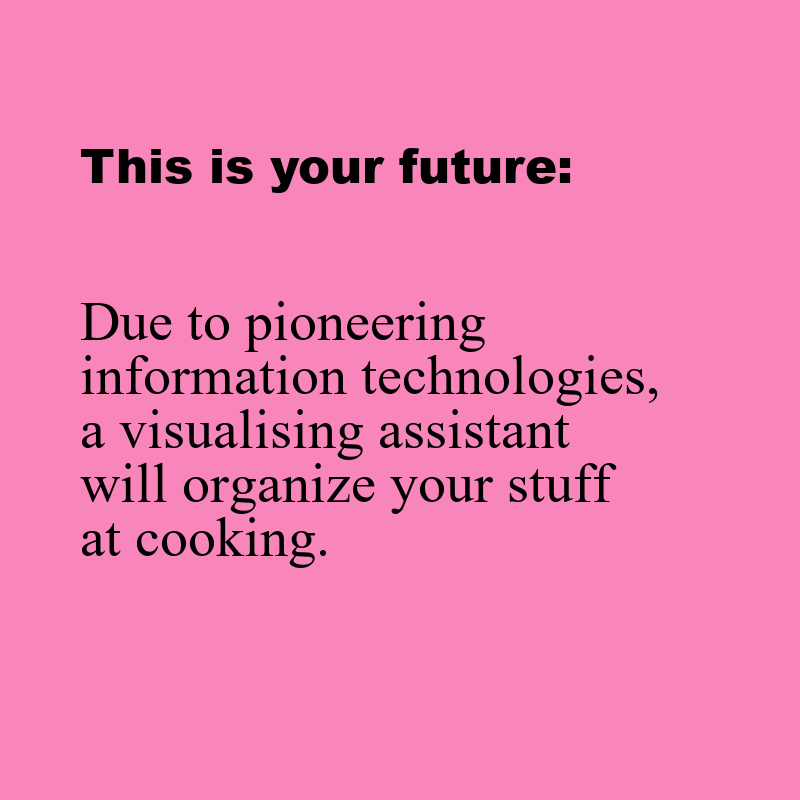 This is your future:
Due to pioneering
information technologies,
a visualising assistant
will organize your stuff
at cooking.